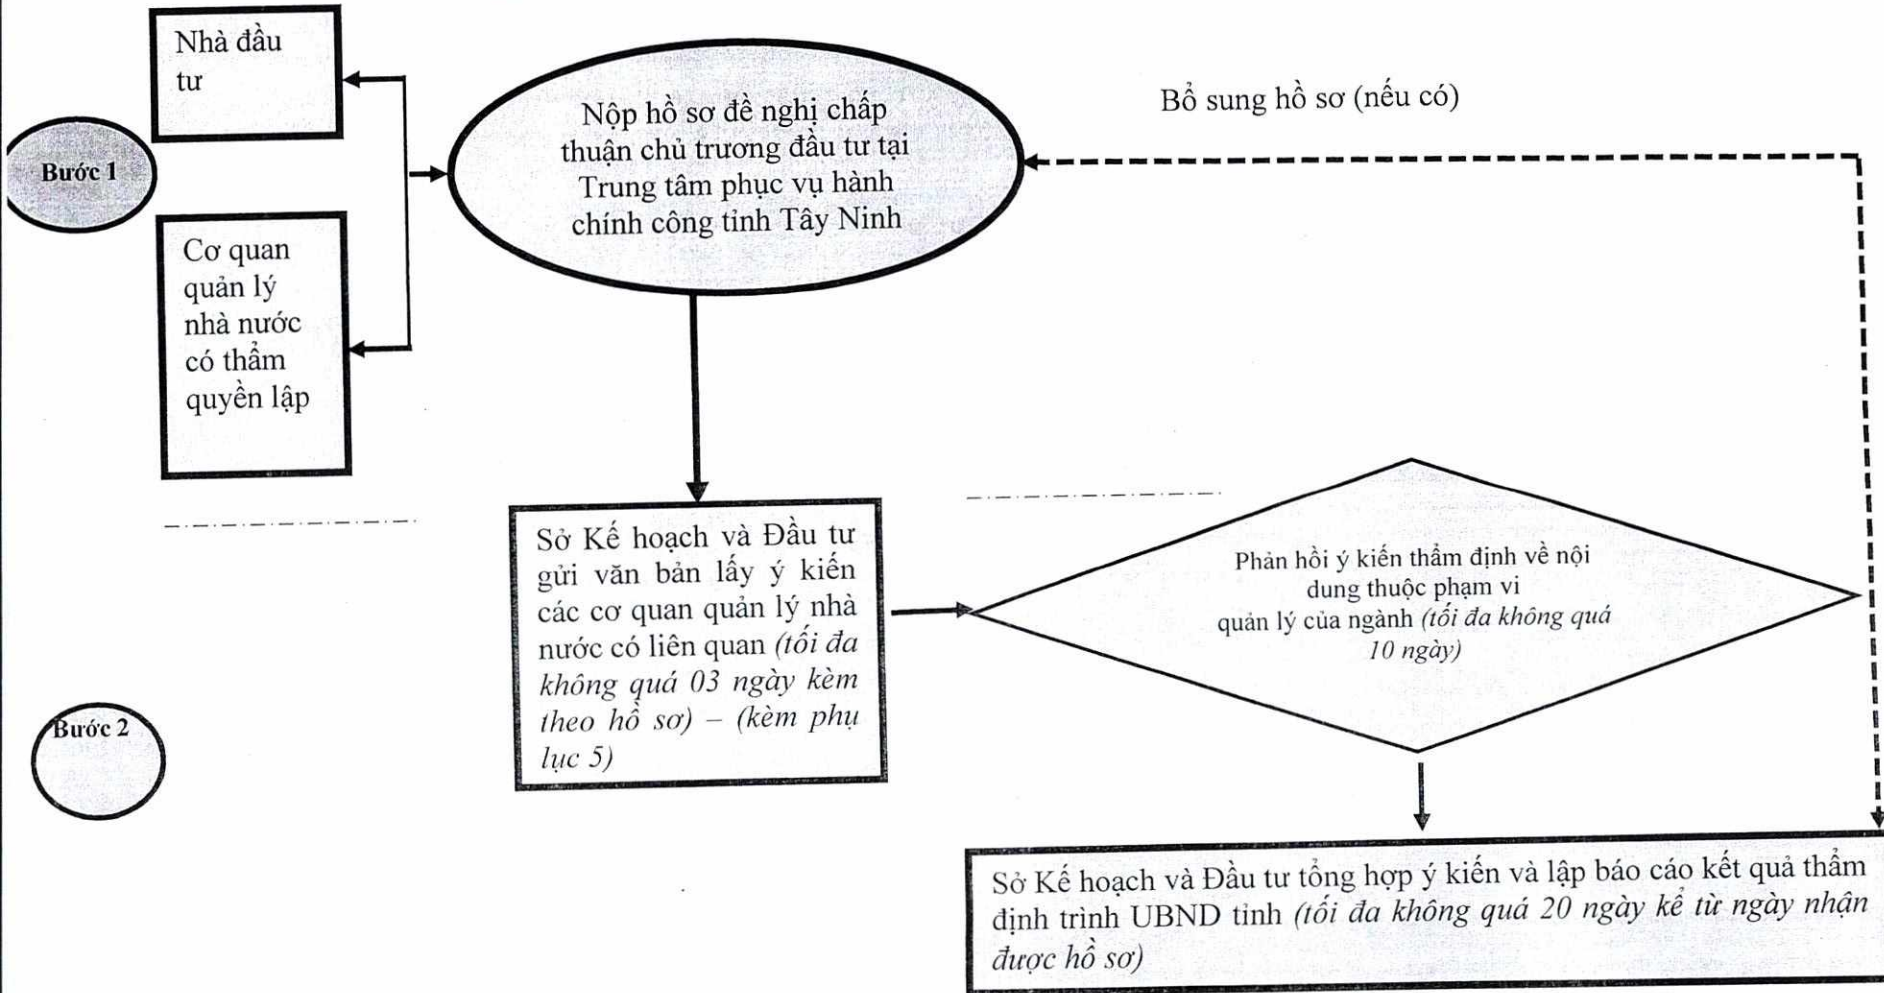 Nhà đầu
tư
Bước 1
Cơ quan
quản lý
nhà nước
có thẩm
quyền lập
Nộp hồ sơ đề nghị chấp
thuận chủ trương đầu tư tại
Trung tâm phục vụ hành
chính công tỉnh Tây Ninh
Bổ sung hồ sơ (nếu có)
Bước 2
Sở Kế hoạch và Đầu tư
gửi văn bản lấy ý kiến
các cơ quan quản lý nhà
nước có liên quan (tối đa
không quá 03 ngày kèm
theo hồ sơ) – (kèm phụ
lục 5)
Phản hồi ý kiến thẩm định về nội
dung thuộc phạm vi
quản lý của ngành (tối đa không quá
10 ngày)
Sở Kế hoạch và Đầu tư tổng hợp ý kiến và lập báo cáo kết quả thẩm
định trình UBND tỉnh (tối đa không quá 20 ngày kể từ ngày nhận
được hồ sơ)